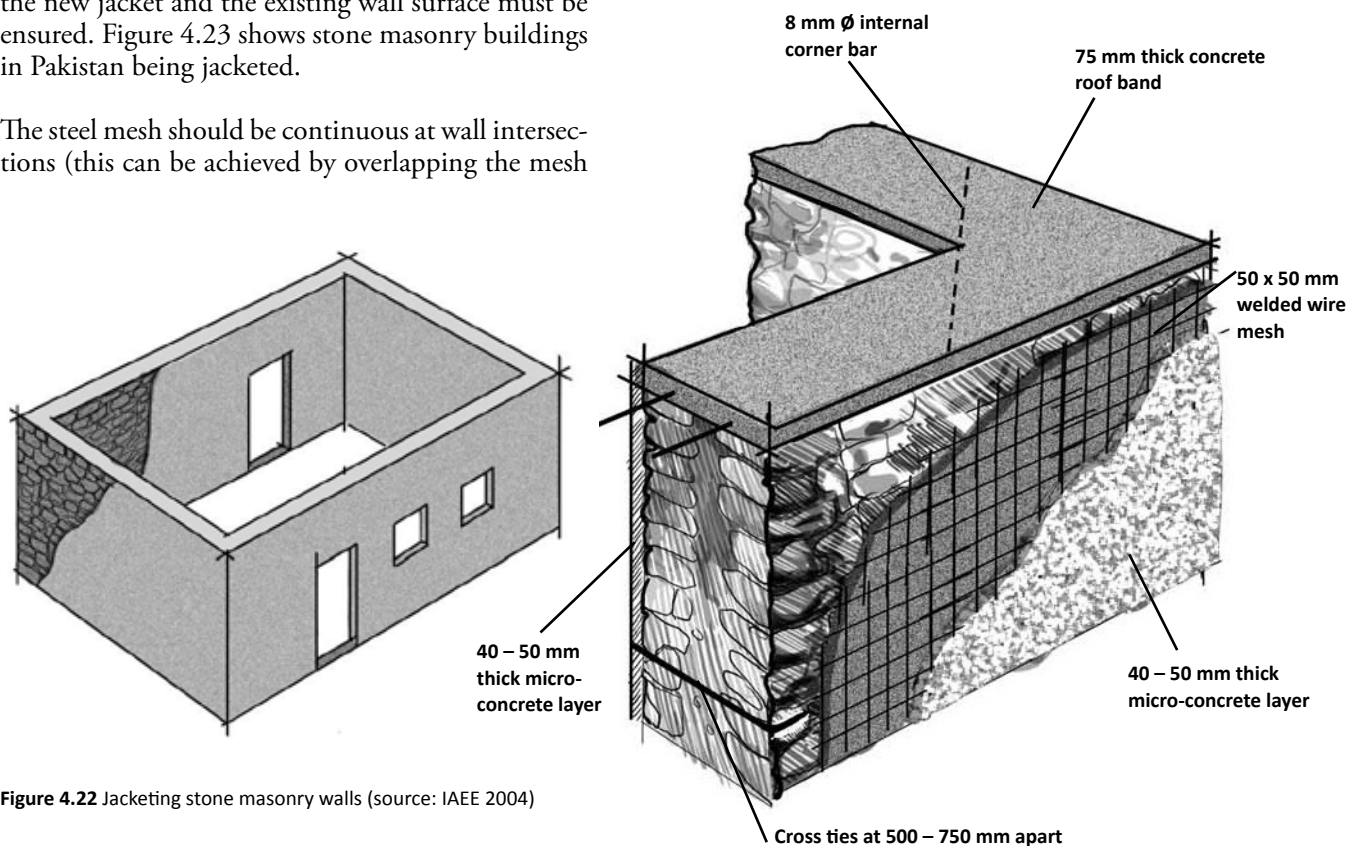 the new jacket and the existing wall surface must be
ensured. Figure 4.23 shows stone masonry buildings
in Pakistan being jacketed.
The steel mesh should be continuous at wall intersec-
tions (this can be achieved by overlapping the mesh
8 mm Ø internal
corner bar
75 mm thick concrete
roof band
50 x 50 mm
welded wire
mesh
40 – 50 mm
thick micro-
concrete layer
40 – 50 mm thick
micro-concrete layer
Cross ties at 500 – 750 mm apart
Figure 4.22 Jacketing stone masonry walls (source: IAEE 2004)